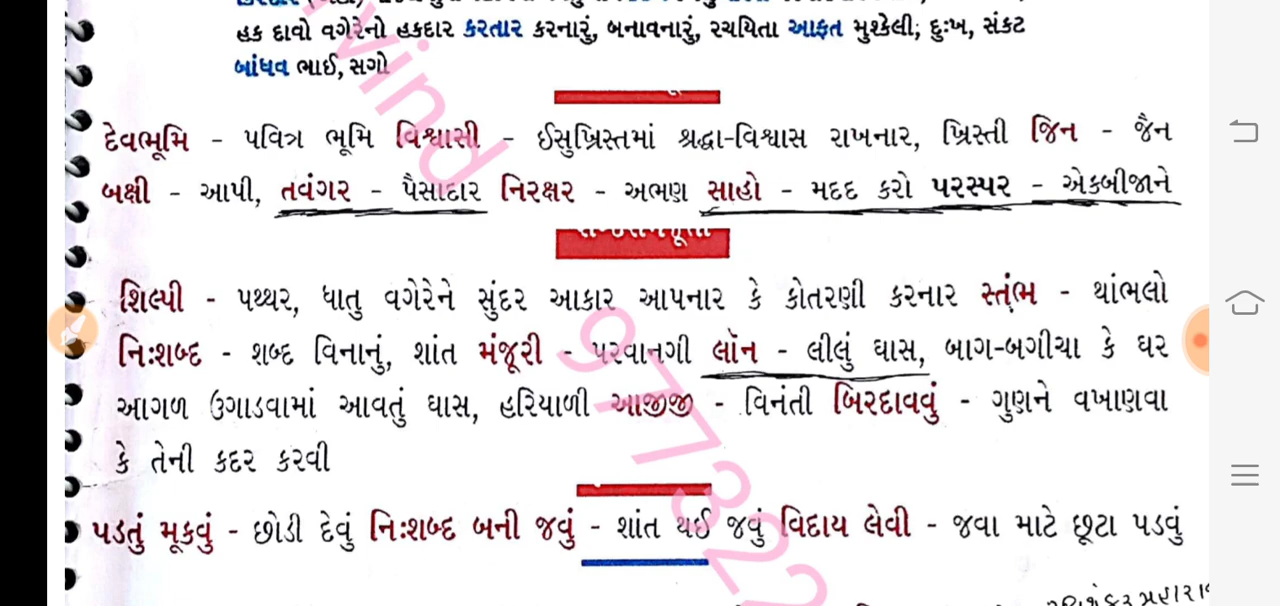 હક દાવો વગેરેનો હકદાર કરતાર કરનારું, બનાવનારું, રચયિતા આફત મુશ્કેલી; દુઃખ, સંકટ
બાંધવ ભાઈ, સગો
દેવભૂમિ - પવિત્ર ભૂમિ વિશ્વાસી - ઈસુખ્રિસ્તમાં શ્રદ્ધા-વિશ્વાસ રાખનાર, ખ્રિસ્તી જિન - જૈન
બક્ષી - આપી, તવંગર - પૈસાદાર નિરક્ષર - અભણ સાહો - મદદ કરો પરસ્પર - એકબીજાને
શિલ્પી - પથ્થર, ધાતુ વગેરેને સુંદર આકાર આપનાર કે કોતરણી કરનાર સ્તંભ - થાંભલો
નિઃશબ્દ - શબ્દ વિનાનું, શાંત મંજૂરી - પરવાનગી લૉન - લીલું ઘાસ, બાગ-બગીચા કે ઘર
આગળ ઉગાડવામાં આવતું ઘાસ, હરિયાળી આજીજી - વિનંતી બિરદાવવું - ગુણને વખાણવા
કે તેની કદર કરવી
પડતું મૂકવું - છોડી દેવું નિઃશબ્દ બની જવું - શાંત થઈ જવું વિદાય લેવી - જવા માટે છૂટા પડવું
vind
977322